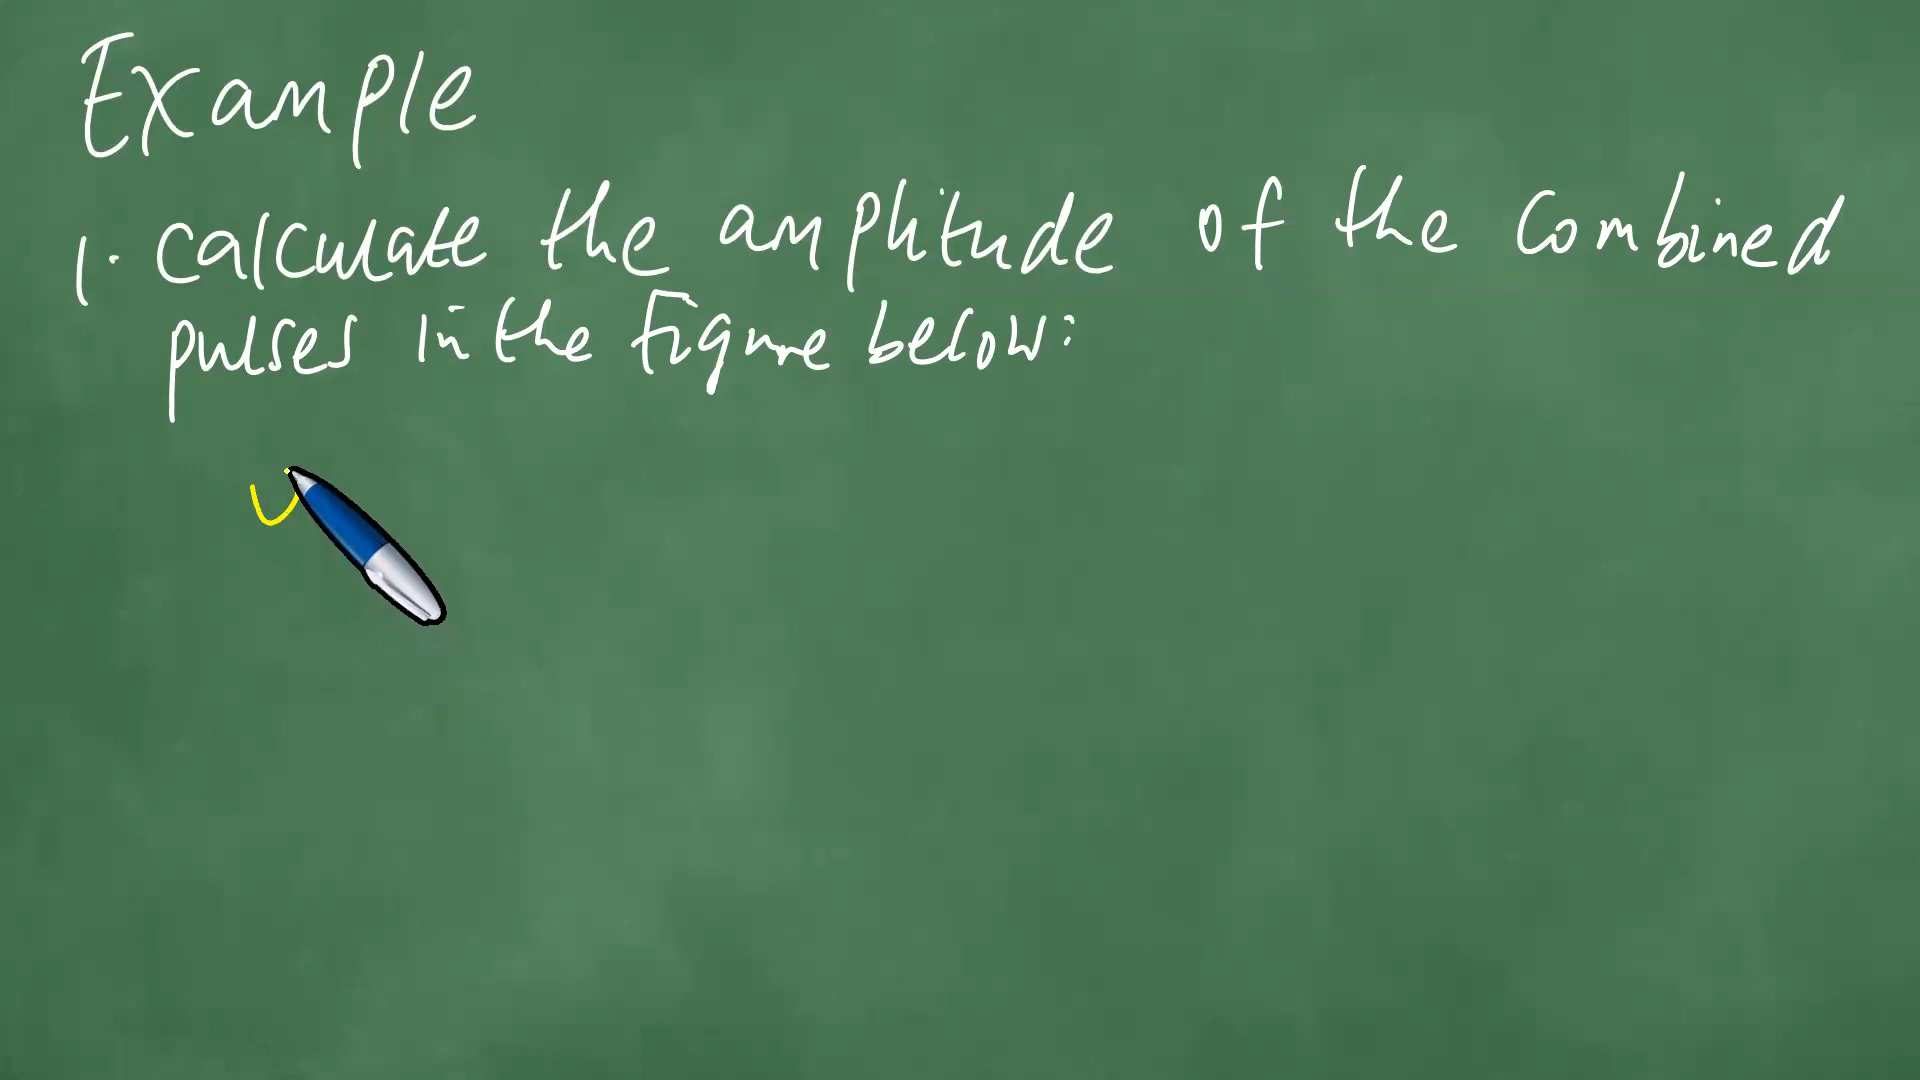 Example
1. calculate the amplitude of the combined
pulses in the figure below: